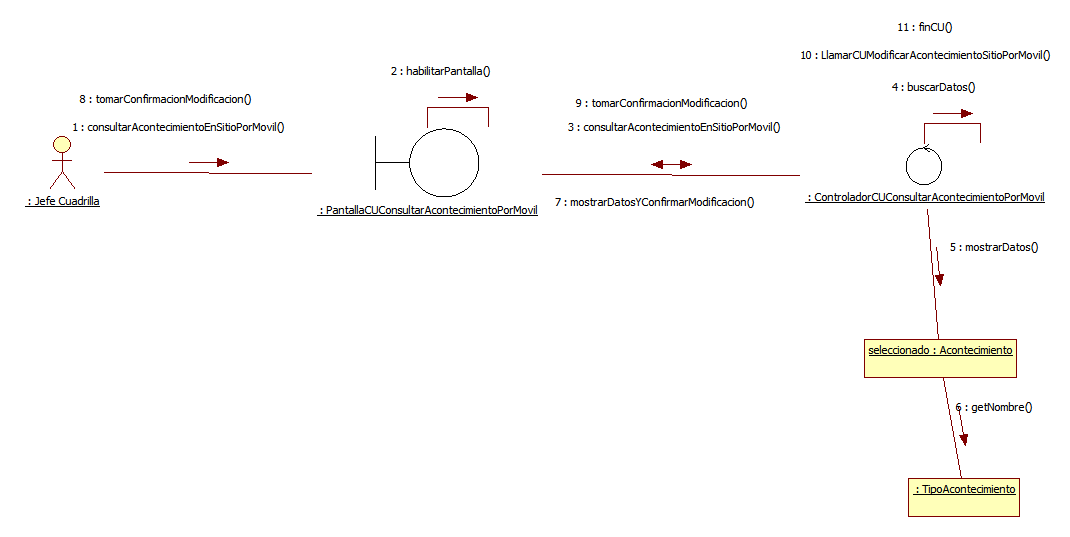 11 : finCU()
10 : LlamarCUModificarAcontecimientoSitioPorMovil()
2 : habilitarPantalla()
4 : buscarDatos()
8 : tomarConfirmacionModificacion()
9 : tomarConfirmacionModificacion()
1 : consultarAcontecimientoEnSitioPorMovil()
3 : consultarAcontecimientoEnSitioPorMovil()
: Jefe Cuadrilla
: PantallaCUConsultarAcontecimientoPorMovil
7 : mostrarDatosYConfirmarModificacion()
: ControladorCUConsultarAcontecimientoPorMovil
5 : mostrarDatos()
seleccionado : Acontecimiento
6 : getNombre()
: TipoAcontecimiento